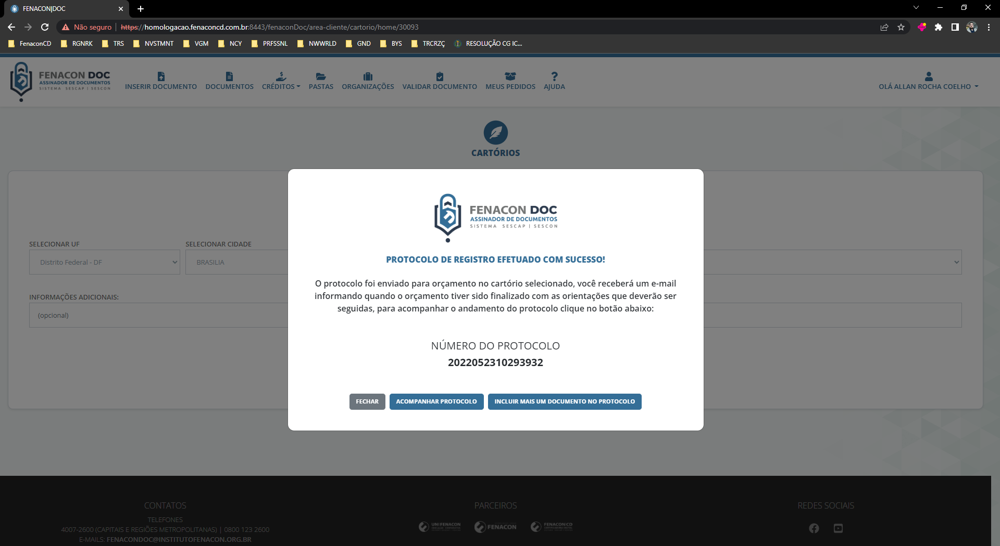 FENACON|DOC
Não seguro
https://homologacao.fenaconcd.com.br:8443/fenaconDoc/area-cliente/cartorio/home/30093
FenaconCD
RGNRK
TRS
NVSTMNT
VGM
NCY
PRFSSNL
NWWRLD
GND
BYS
TRCRZÇ
RESOLUÇÃO CG IC...
FENACON DOC
ASSINADOR DE DOCUMENTOS
SISTEMA SESCAP | SESCON
INSERIR DOCUMENTO
DOCUMENTOS
CRÉDITOS
PASTAS
ORGANIZAÇÕES
VALIDAR DOCUMENTO
MEUS PEDIDOS
AJUDA
OLÁ ALLAN ROCHA COELHO
CARTÓRIOS
SELECIONAR UF
SELECIONAR CIDADE
Distrito Federal - DF
BRASILIA
INFORMAÇÕES ADICIONAIS:
(opcional)
FENACON DOC
ASSINADOR DE DOCUMENTOS
SISTEMA SESCAP | SESCON
PROTOCOLO DE REGISTRO EFETUADO COM SUCESSO!
O protocolo foi enviado para orçamento no cartório selecionado, você receberá um e-mail
informando quando o orçamento tiver sido finalizado com as orientações que deverão ser
seguidas, para acompanhar o andamento do protocolo clique no botão abaixo:
NÚMERO DO PROTOCOLO
2022052310293932
FECHAR
ACOMPANHAR PROTOCOLO
INCLUIR MAIS UM DOCUMENTO NO PROTOCOLO
CONTATOS
TELEFONES
4007-2600 (CAPITAIS E REGIÕES METROPOLITANAS) | 0800 123 2600
E-MAILS: FENACONDOC@INSTITUTOFENACON.ORG.BR
PARCEIROS
UNIFENACON
FENACON
FENACON|CD
REDES SOCIAIS